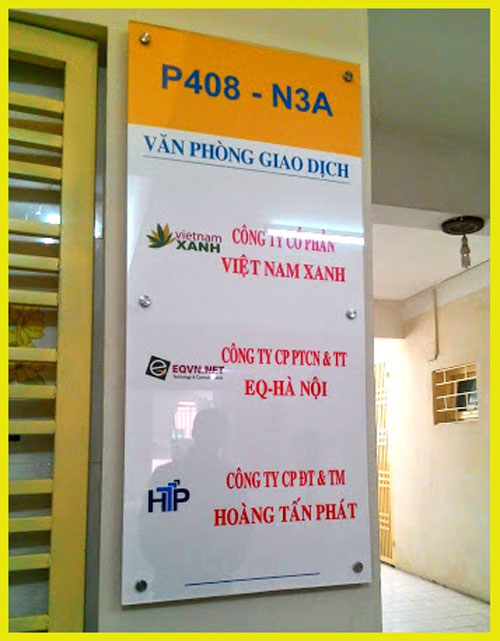 P408 - N3A
VĂN PHÒNG GIAO DỊCH
vietnam
XANH
CÔNG TY CỔ PHẦN
VIỆT NAM XANH
EQVN.NET
CÔNG TY CP PTCN & TT
EQ-HÀ NỘI
HTP
CÔNG TY CP ĐT & TM
HOÀNG TẤN PHÁT